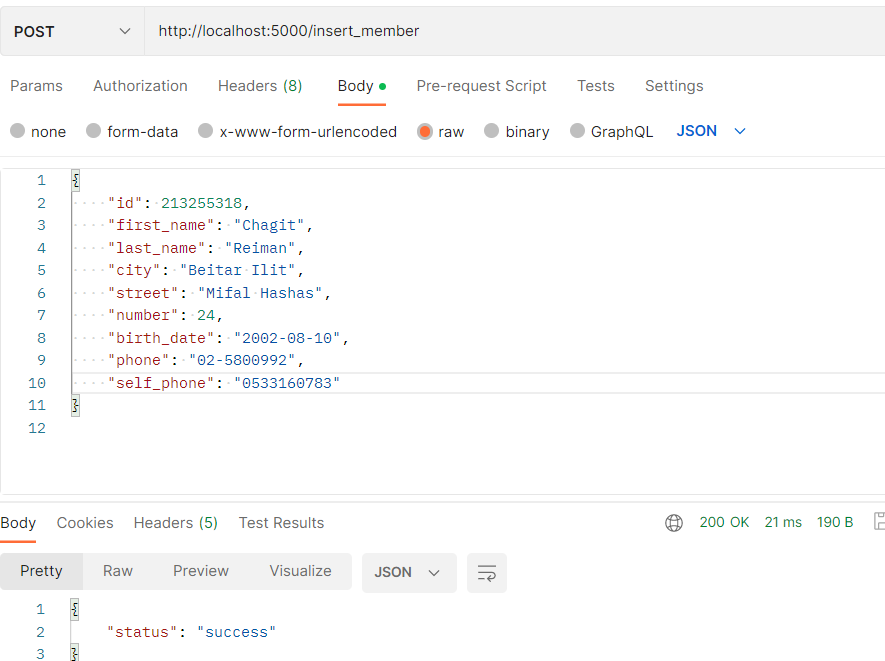 POST http://localhost:5000/insert_member
Params Authorization Headers (8) Body Pre-request Script Tests Settings
none form-data x-www-form-urlencoded raw binary GraphQL JSON
1 {
2 "id": 213255318,
3 "first_name": "Chagit",
4 "last_name": "Reiman",
5 "city": "Beitar Ilit",
6 "street": "Mifal Hashas",
7 "number": 24,
8 "birth_date": "2002-08-10",
9 "phone": "02-5800992",
10 "self_phone": "0533160783"
11 }
12
Body Cookies Headers (5) Test Results 200 OK 21 ms 190 B
Pretty Raw Preview Visualize JSON
1 {
2 "status": "success"
3 }